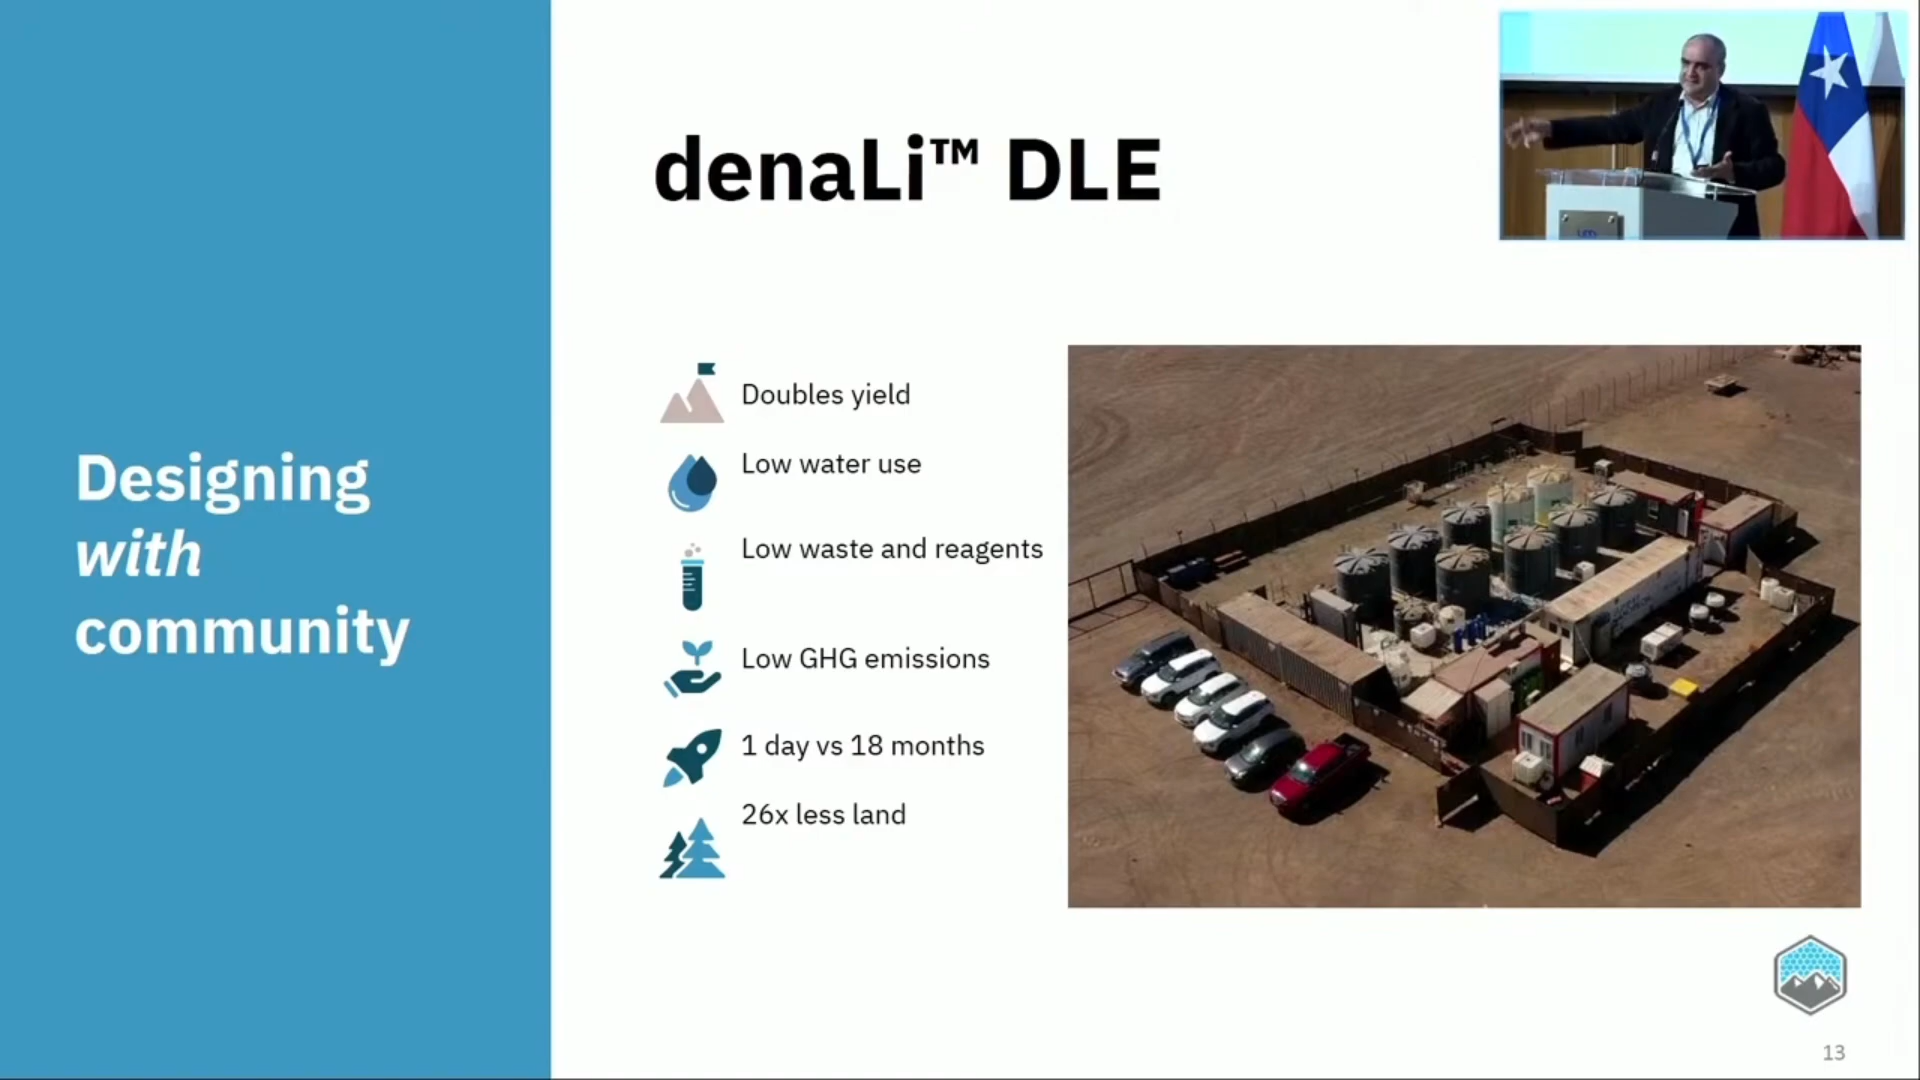 denaLi™ DLE
Designing
with
community
Doubles yield
Low water use
Low waste and reagents
Low GHG emissions
1 day vs 18 months
26x less land
13